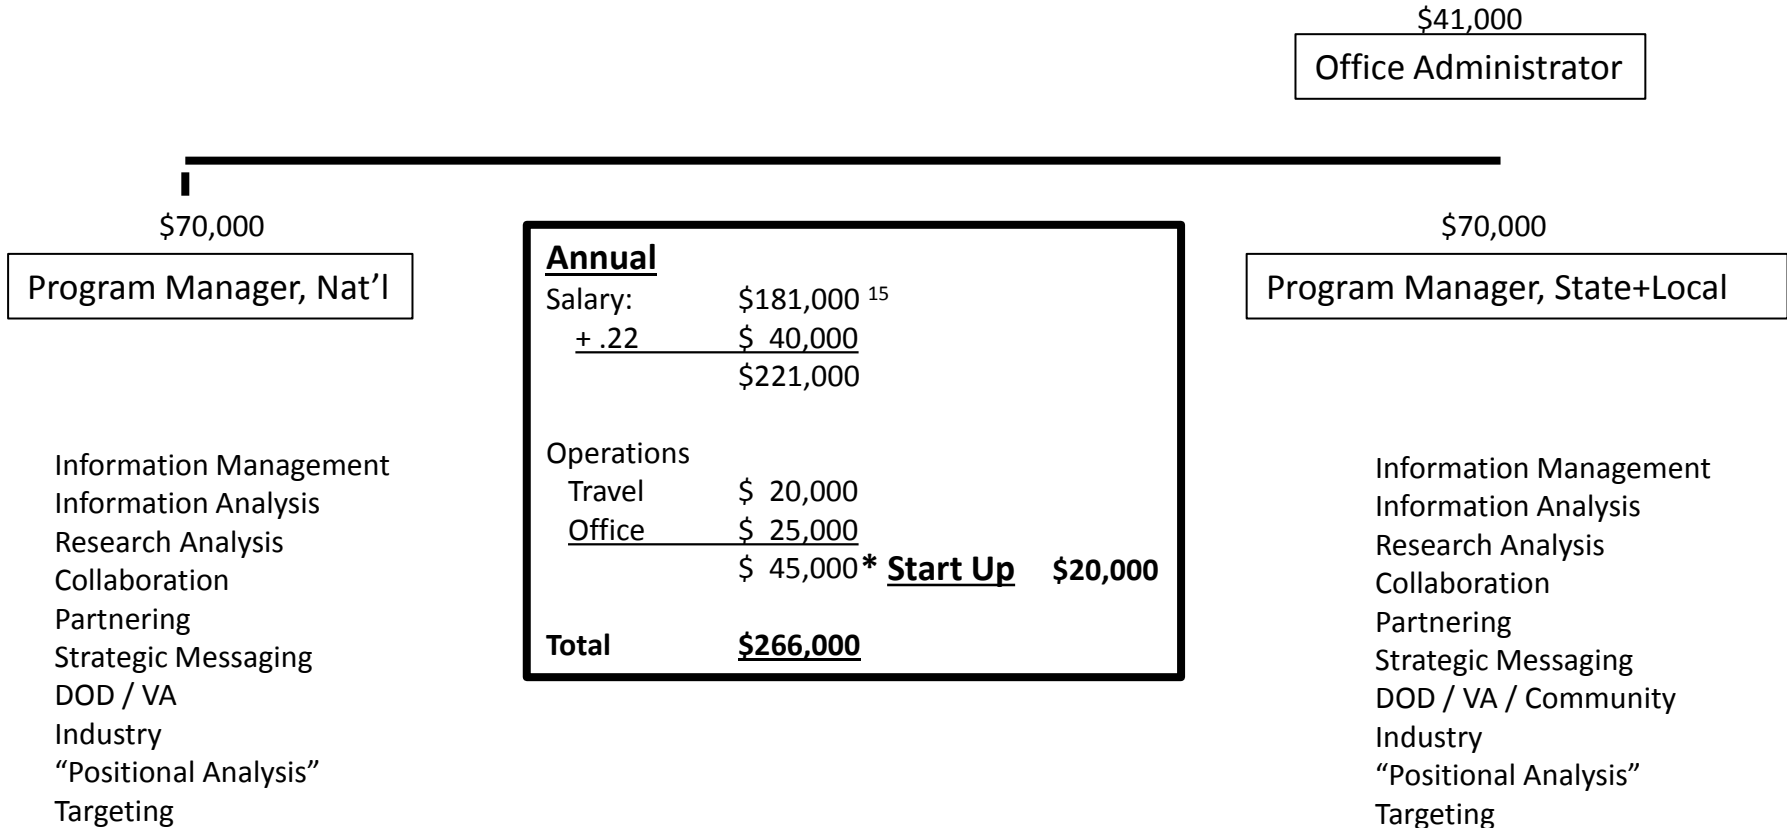 $41,000
Office Administrator
$70,000
Program Manager, Nat’l
$70,000
Program Manager, State+Local
Annual
Salary: $181,000 15
+ .22 $ 40,000
$221,000
Operations
Travel $ 20,000
Office $ 25,000
$ 45,000* Start Up $20,000
Total $266,000
Information Management
Information Analysis
Research Analysis
Collaboration
Partnering
Strategic Messaging
DOD / VA
Industry
“Positional Analysis”
Targeting
Information Management
Information Analysis
Research Analysis
Collaboration
Partnering
Strategic Messaging
DOD / VA / Community
Industry
“Positional Analysis”
Targeting